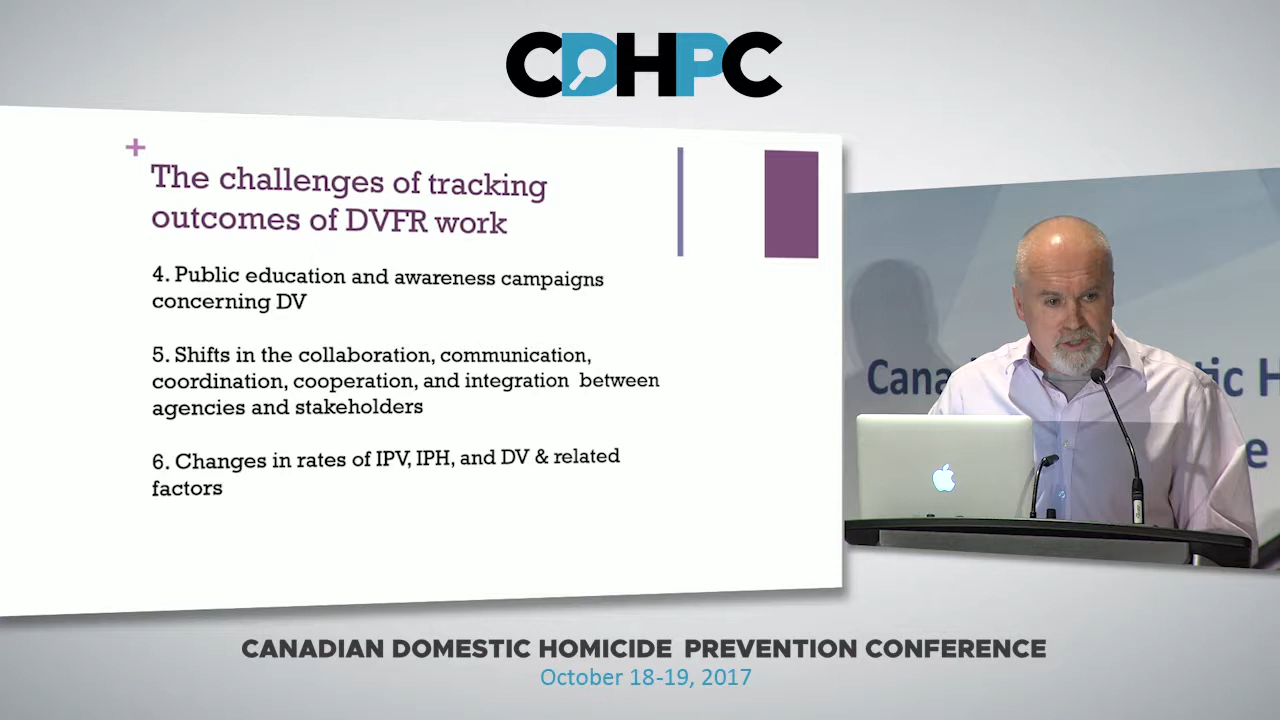 CDHPC
+
The challenges of tracking
outcomes of DVFR work
4. Public education and awareness campaigns
concerning DV
5. Shifts in the collaboration, communication,
coordination, cooperation, and integration between
agencies and stakeholders
6. Changes in rates of IPV, IPH, and DV & related
factors
Cana
tic H
e
CANADIAN DOMESTIC HOMICIDE PREVENTION CONFERENCE
October 18-19, 2017